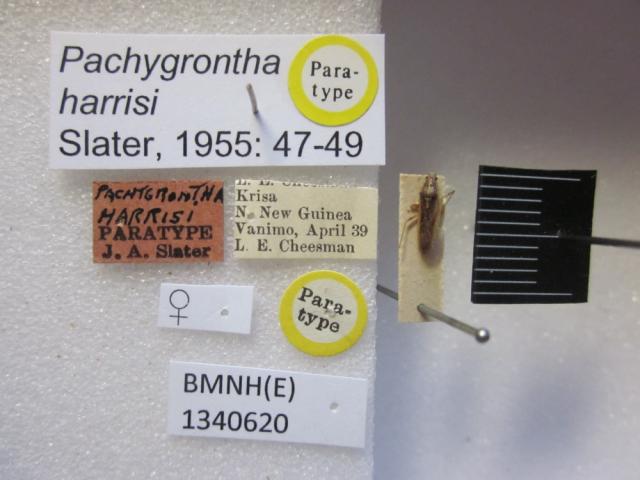 Pachygrontha
harrisi
Slater, 1955: 47-49
Para-
type
PACHYGRONTHA
HARRISI
PARATYPE
J. A. Slater
Krisa
N. New Guinea
Vanimo, April 39
L. E. Cheesman
♀
Para-
type
BMNH(E)
1340620